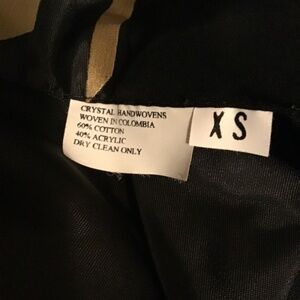 CRYSTAL HANDWOVENS
WOVEN IN COLOMBIA
60% COTTON
40% ACRYLIC
DRY CLEAN ONLY
XS